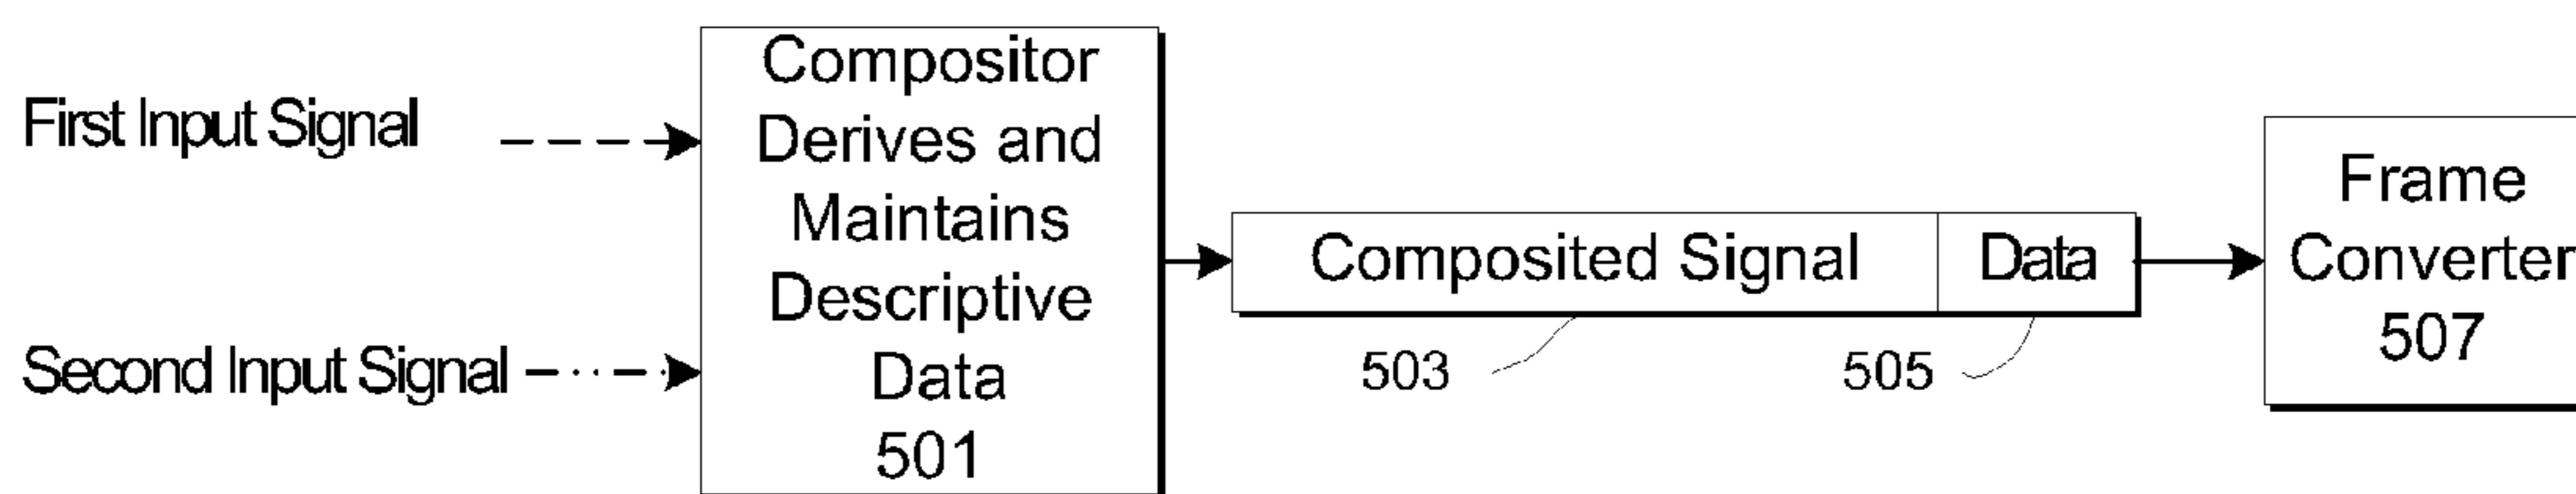 First Input Signal
Second Input Signal
Compositor
Derives and
Maintains
Descriptive
Data
501
Composited Signal
Data
503
505
Frame
Converter
507